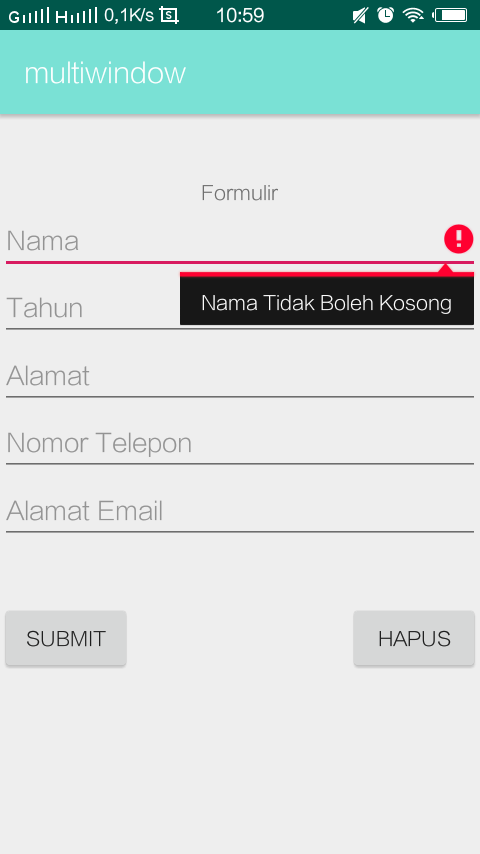 G H 0,1K/s S 10:59
multiwindow
Formulir
Nama
Nama Tidak Boleh Kosong
Tahun
Alamat
Nomor Telepon
Alamat Email
SUBMIT HAPUS